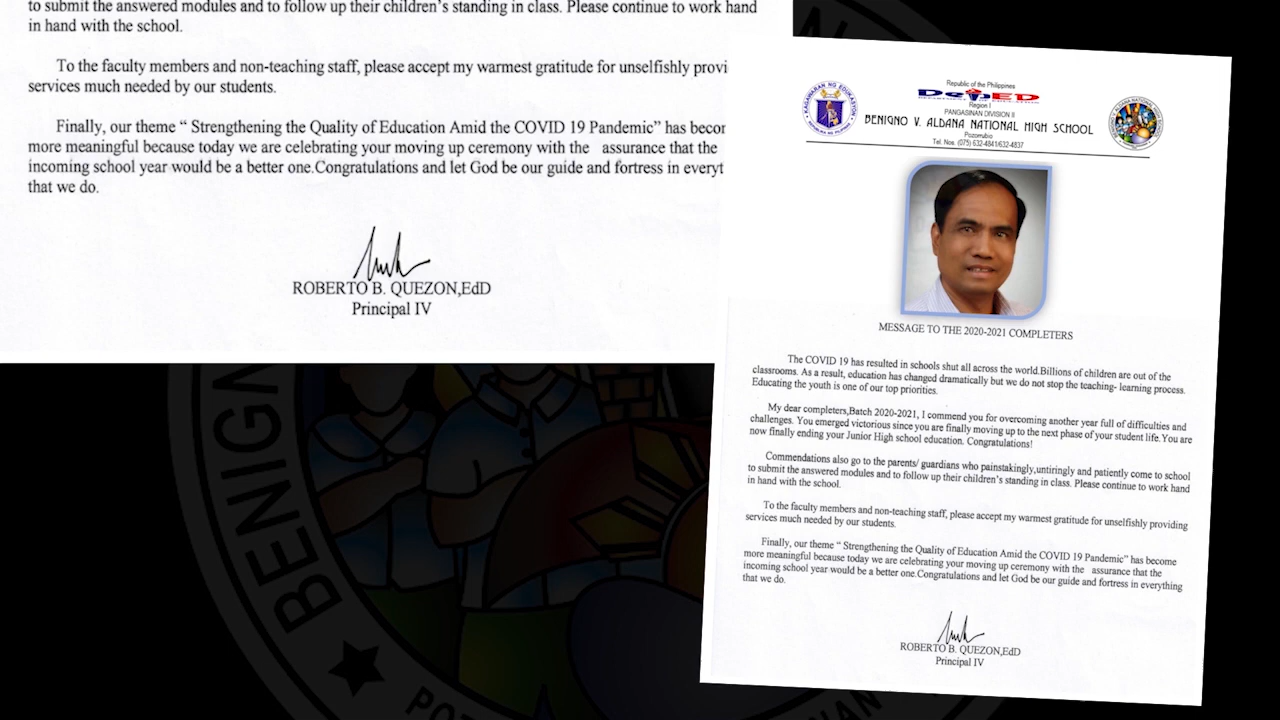 to submit the answered modules and to follow up their children's standing in class. Please continue to work hand
in hand with the school.
To the faculty members and non-teaching staff, please accept my warmest gratitude for unselfishly provi
services much needed by our students.
Finally, our theme “ Strengthening the Quality of Education Amid the COVID 19 Pandemic” has becor
more meaningful because today we are celebrating your moving up ceremony with the assurance that the
incoming school year would be a better one.Congratulations and let God be our guide and fortress in everyt
that we do.
ROBERTO B. QUEZON,EdD
Principal IV
Republic of the Philippines
DepED
DEPARTMENT OF EDUCATION
Region I
PANGASINAN DIVISION II
BENIGNO V. ALDANA NATIONAL HIGH SCHOOL
Pozorrubio
Tel. Nos. (075) 632-4841/632-4837
MESSAGE TO THE 2020-2021 COMPLETERS
The COVID 19 has resulted in schools shut all across the world.Billions of children are out of the
classrooms. As a result, education has changed dramatically but we do not stop the teaching- learning process.
Educating the youth is one of our top priorities.
My dear completers,Batch 2020-2021, I commend you for overcoming another year full of difficulties and
challenges. You emerged victorious since you are finally moving up to the next phase of your student life.You are
now finally ending your Junior High school education. Congratulations!
Commendations also go to the parents/ guardians who painstakingly,untiringly and patiently come to school
to submit the answered modules and to follow up their children's standing in class. Please continue to work hand
in hand with the school.
To the faculty members and non-teaching staff, please accept my warmest gratitude for unselfishly providing
services much needed by our students.
Finally, our theme “ Strengthening the Quality of Education Amid the COVID 19 Pandemic” has become
more meaningful because today we are celebrating your moving up ceremony with the assurance that the
incoming school year would be a better one.Congratulations and let God be our guide and fortress in everything
that we do.
ROBERTO B. QUEZON,EdD
Principal IV
BENIGN